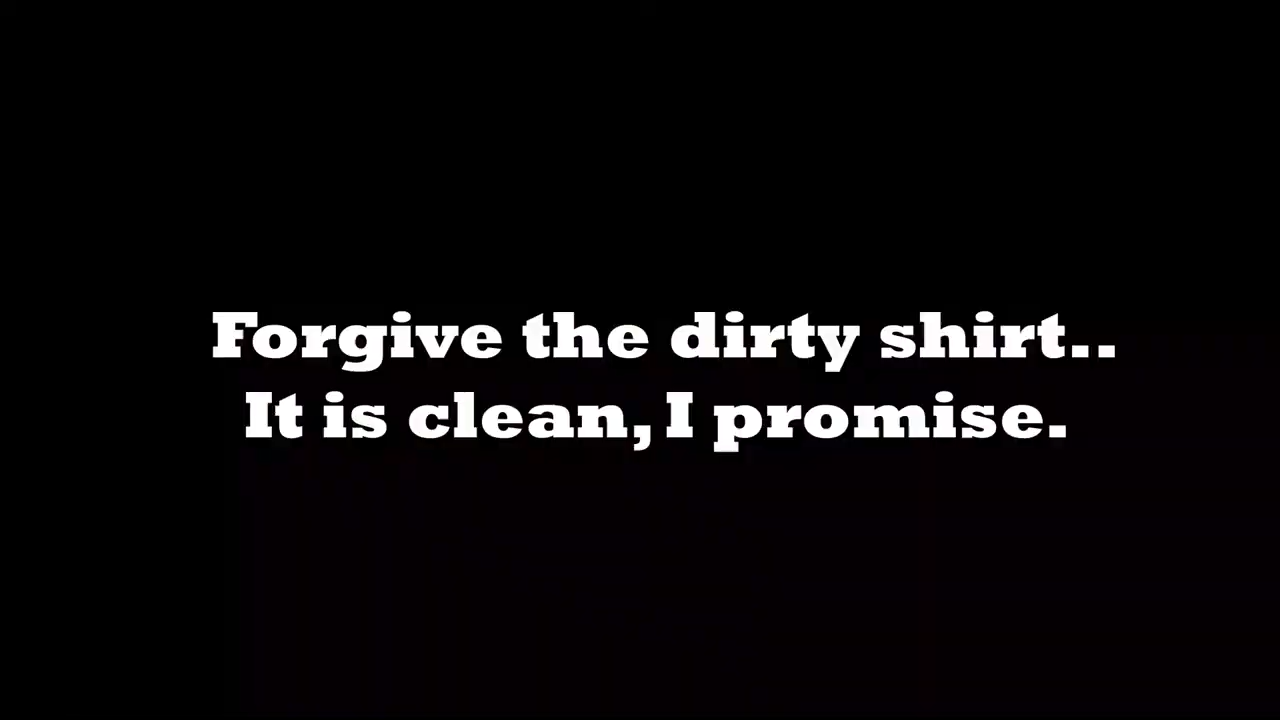 Forgive the dirty shirt..
It is clean, I promise.